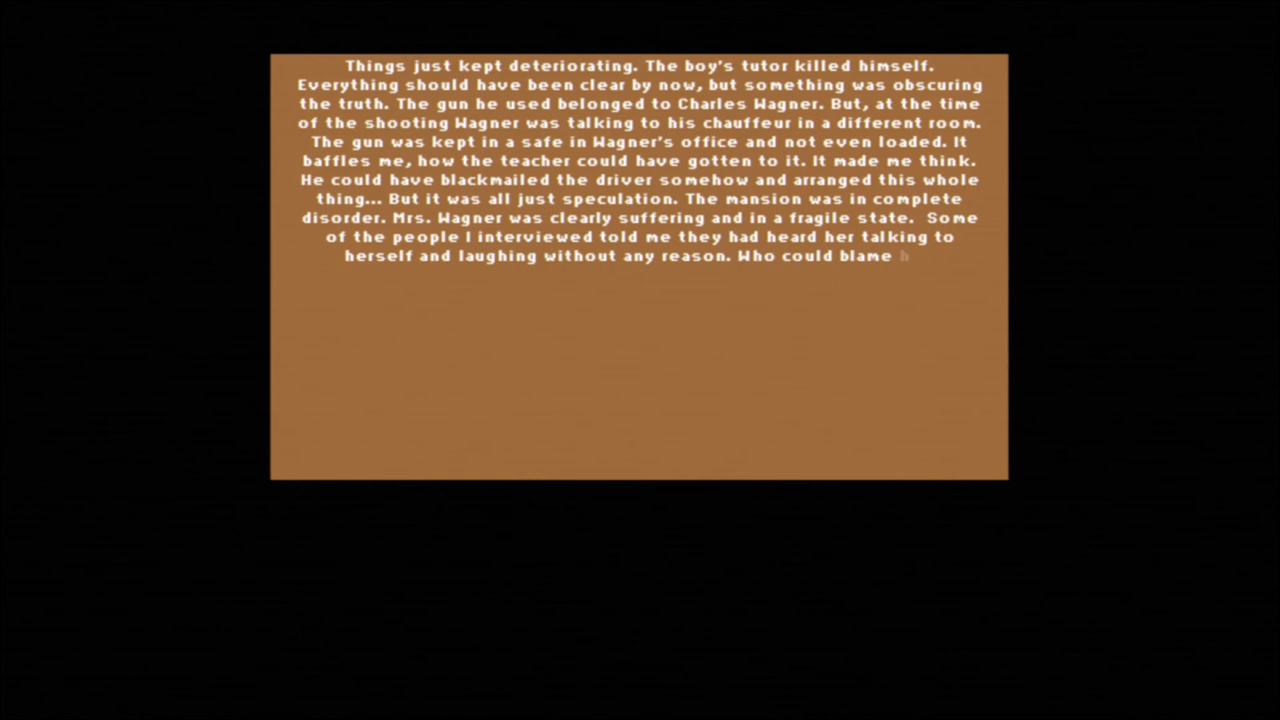 Things just kept deteriorating. The boy's tutor killed himself.
Everything should have been clear by now, but something was obscuring
the truth. The gun he used belonged to Charles Wagner. But, at the time
of the shooting Wagner was talking to his chauffeur in a different room.
The gun was kept in a safe in Wagner's office and not even loaded. It
baffles me, how the teacher could have gotten to it. It made me think.
He could have blackmailed the driver somehow and arranged this whole
thing... But it was all just speculation. The mansion was in complete
disorder. Mrs. Wagner was clearly suffering and in a fragile state. Some
of the people I interviewed told me they had heard her talking to
herself and laughing without any reason. Who could blame h